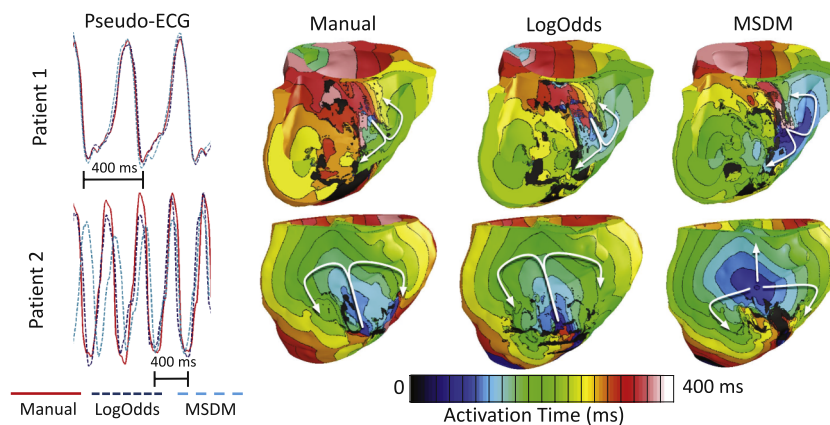 Pseudo-ECG
Manual
LogOdds
MSDM
Patient 1
400 ms
Patient 2
400 ms
0
400 ms
Activation Time (ms)
Manual
LogOdds
MSDM